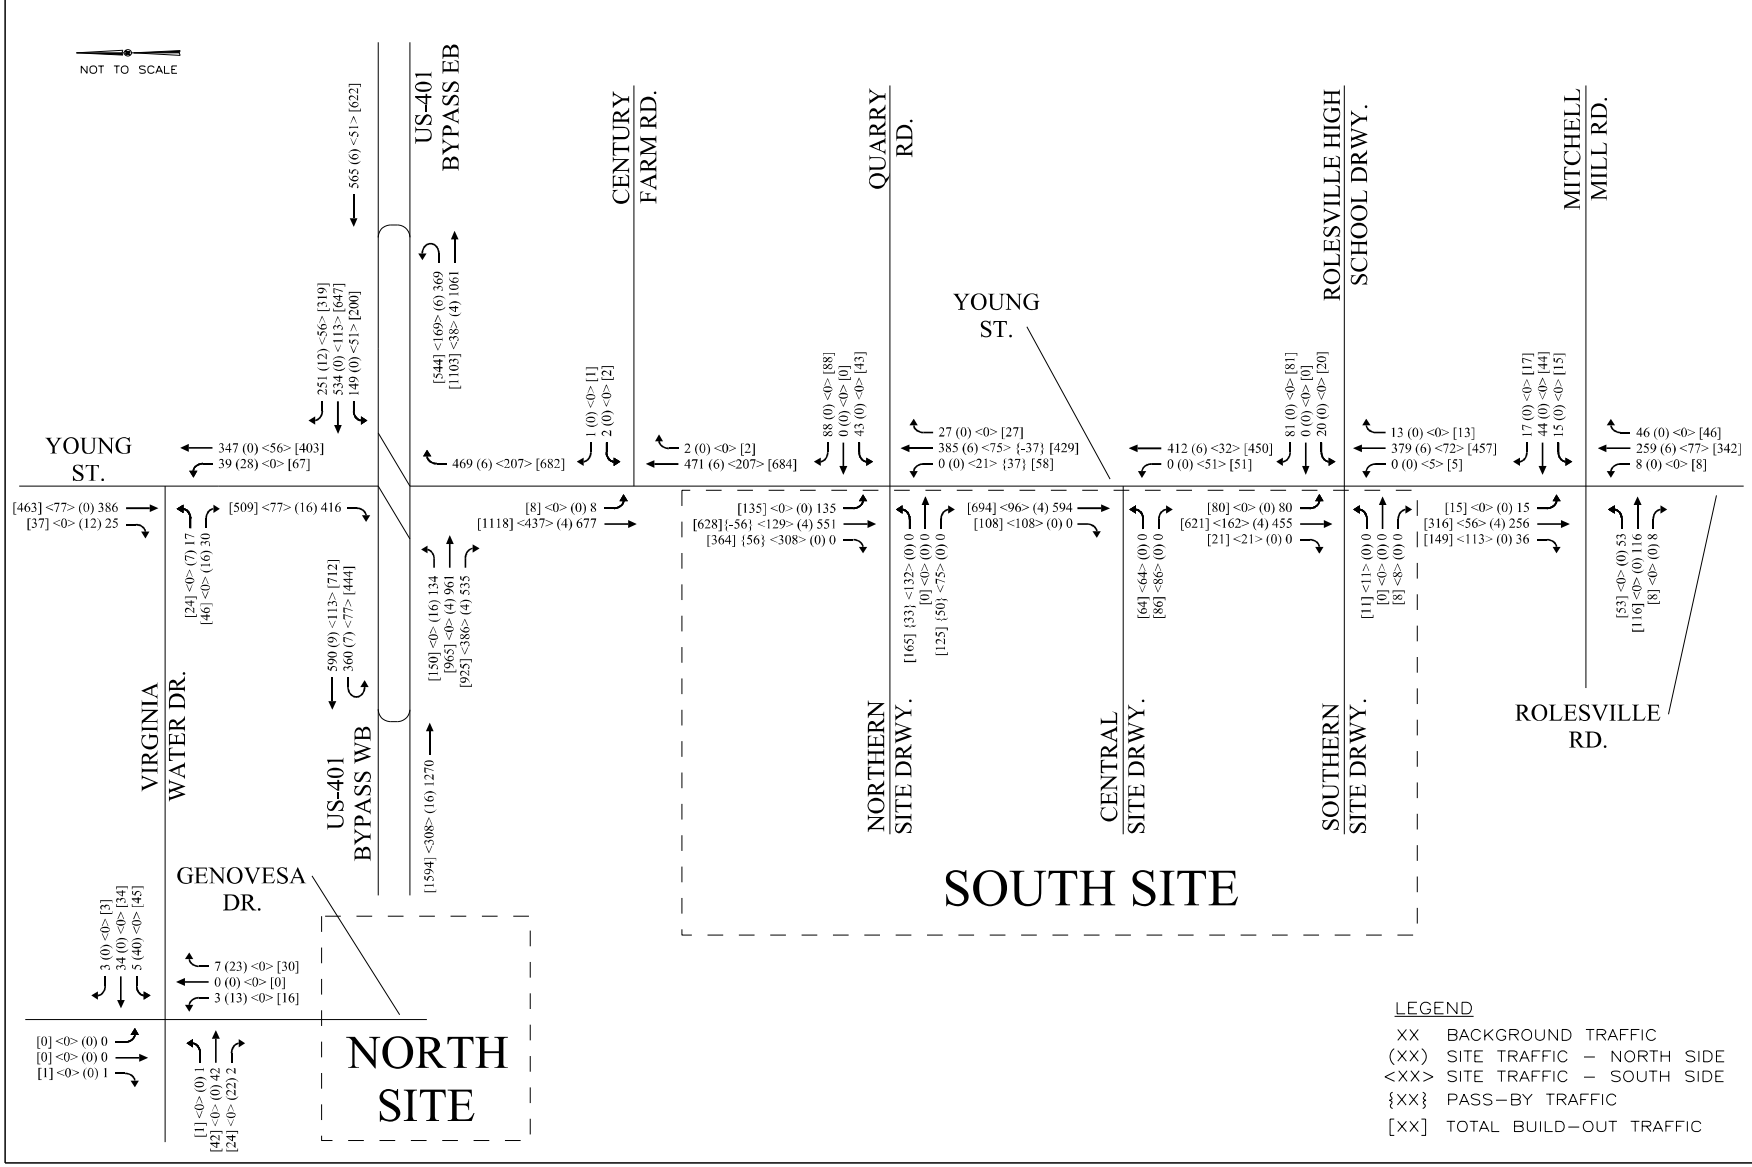 NOT TO SCALE
565 (6) <51> [622]
US-401
BYPASS EB
CENTURY
FARM RD.
QUARRY
RD.
ROLESVILLE HIGH
SCHOOL DRWY.
MITCHELL
MILL RD.
[544] <169> (6) 369
[1103] <38> (4) 1061
251 (12) <56> [319]
534 (0) <113> [647]
149 (0) <51> [200]
YOUNG
ST.
1 (0) <0> [1]
2 (0) <0> [2]
88 (0) <0> [88]
0 (0) <0> [0]
43 (0) <0> [43]
81 (0) <0> [81]
0 (0) <0> [0]
20 (0) <0> [20]
17 (0) <0> [17]
44 (0) <0> [44]
15 (0) <0> [15]
YOUNG
ST.
347 (0) <56> [403]
39 (28) <0> [67]
469 (6) <207> [682]
2 (0) <0> [2]
471 (6) <207> [684]
27 (0) <0> [27]
385 (6) <75> {-37} [429]
0 (0) <21> {37} [58]
412 (6) <32> [450]
0 (0) <51> [51]
13 (0) <0> [13]
379 (6) <72> [457]
0 (0) <5> [5]
46 (0) <0> [46]
259 (6) <77> [342]
8 (0) <0> [8]
[463] <77> (0) 386
[37] <0> (12) 25
[509] <77> (16) 416
[8] <0> (0) 8
[1118] <437> (4) 677
[135] <0> (0) 135
[628]{-56} <129> (4) 551
[364] {56} <308> (0) 0
[694] <96> (4) 594
[108] <108> (0) 0
[80] <0> (0) 80
[621] <162> (4) 455
[21] <21> (0) 0
[15] <0> (0) 15
[316] <56> (4) 256
[149] <113> (0) 36
[24] <0> (7) 17
[46] <0> (16) 30
590 (9) <113> [712]
360 (7) <77> [444]
[150] <0> (16) 134
[965] <0> (4) 961
[925] <386> (4) 535
[165] {33} <132> (0) 0
[0] <0> (0) 0
[125] {50} <75> (0) 0
[64] <64> (0) 0
[86] <86> (0) 0
[11] <11> (0) 0
[0] <0> (0) 0
[8] <8> (0) 0
[53] <0> (0) 53
[116] <0> (0) 116
[8] <0> (0) 8
VIRGINIA
WATER DR.
US-401
BYPASS WB
[1594] <308> (16) 1270
NORTHERN
SITE DRWY.
CENTRAL
SITE DRWY.
SOUTHERN
SITE DRWY.
ROLESVILLE
RD.
GENOVESA
DR.
SOUTH SITE
3 (0) <0> [3]
34 (0) <0> [34]
5 (40) <0> [45]
7 (23) <0> [30]
0 (0) <0> [0]
3 (13) <0> [16]
[0] <0> (0) 0
[0] <0> (0) 0
[1] <0> (0) 1
[1] <0> (0) 1
[42] <0> (0) 42
[24] <0> (22) 2
NORTH
SITE
LEGEND
XX BACKGROUND TRAFFIC
(XX) SITE TRAFFIC – NORTH SIDE
<XX> SITE TRAFFIC – SOUTH SIDE
{XX} PASS–BY TRAFFIC
[XX] TOTAL BUILD–OUT TRAFFIC